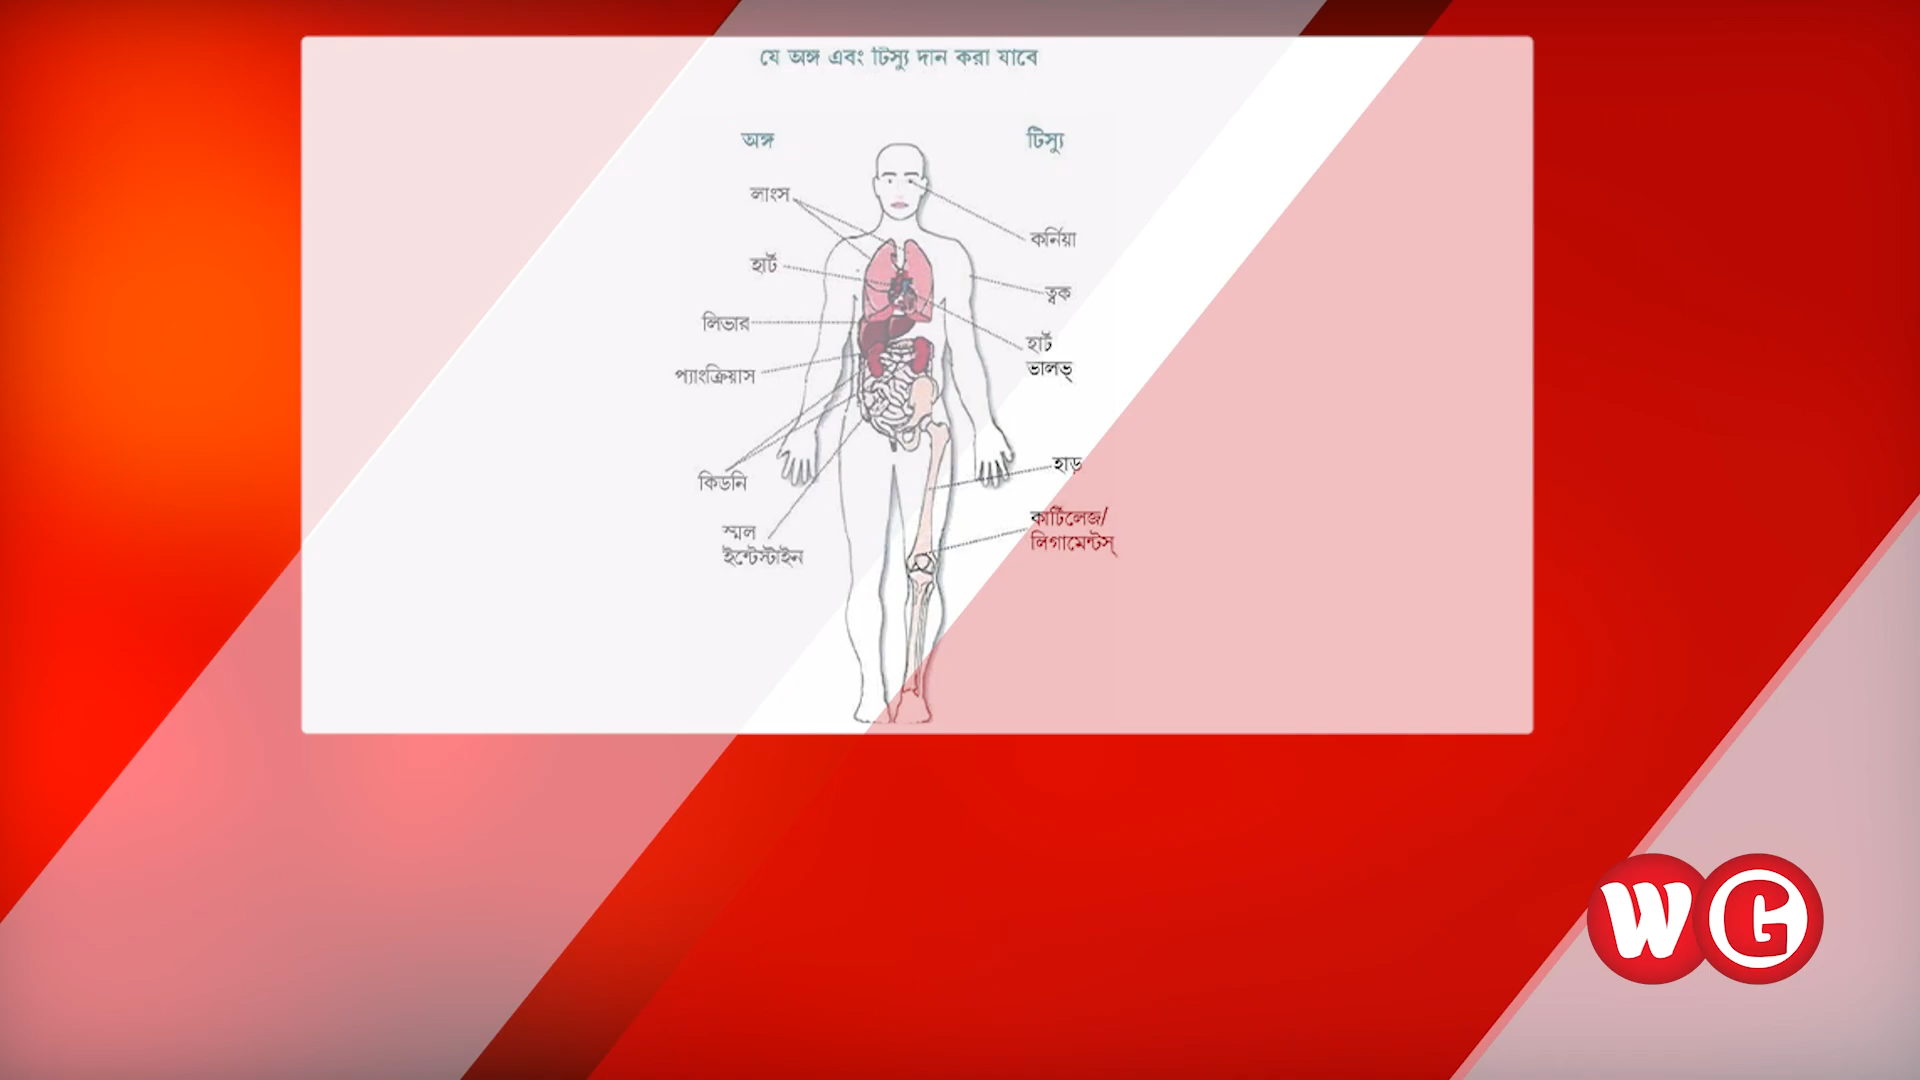 যে অঙ্গ এবং টিস্যু দান করা যাবে
অঙ্গ
লাংস
হার্ট
লিভার
প্যাংক্রিয়াস
কিডনি
স্মল
ইন্টেস্টাইন
টিস্যু
কর্নিয়া
ত্বক
হার্ট
ভালভ্
হাড়
কার্টিলেজ/
লিগামেন্টস্
WG